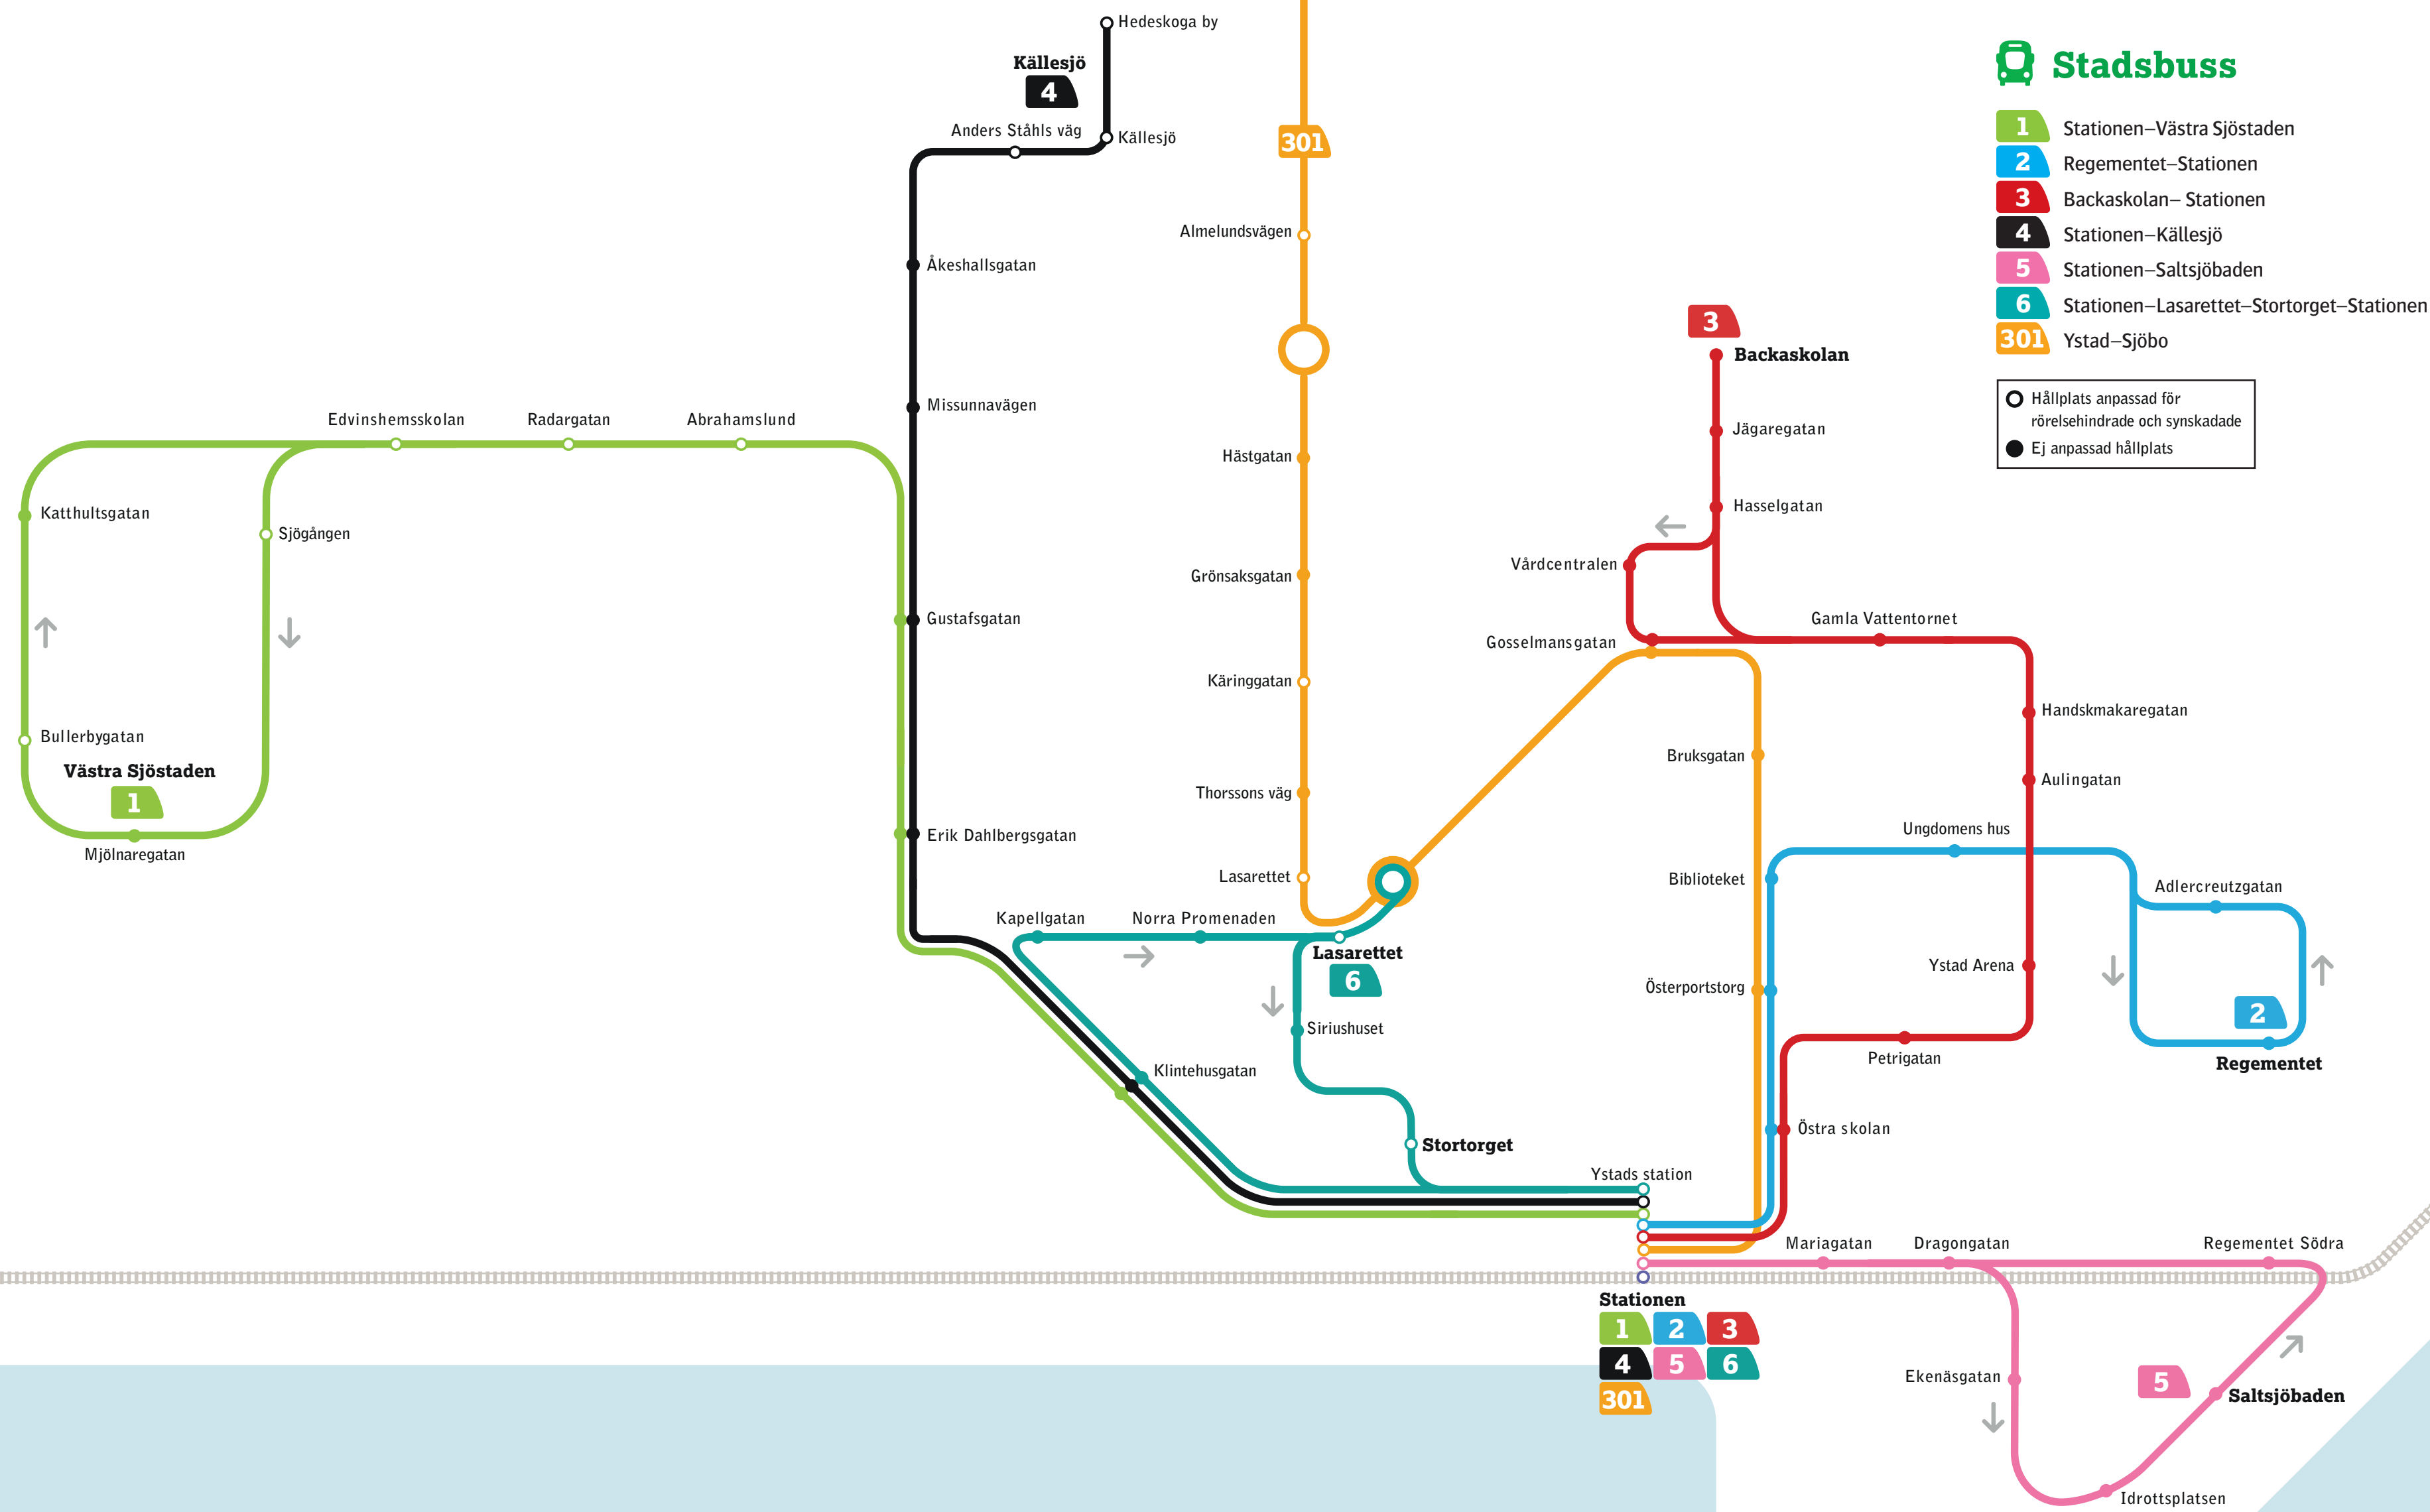 Hedeskoga by
Källesjö
4
Anders Ståhls väg
Källesjö
Åkeshallsgatan
Missunnavägen
Gustafsgatan
Erik Dahlbergsgatan
Edvinshemsskolan
Radargatan
Abrahamslund
Katthultsgatan
Sjögången
Bullerbygatan
Västra Sjöstaden
1
Mjölnaregatan
301
Almelundsvägen
Hästgatan
Grönsaksgatan
Käringgatan
Thorssons väg
Lasarettet
Kapellgatan
Norra Promenaden
Lasarettet
6
Siriushuset
Klintehusgatan
Stortorget
Ystads station
3
Backaskolan
Jägaregatan
Hasselgatan
Vårdcentralen
Gosselmansgatan
Gamla Vattentornet
Handskmakaregatan
Bruksgatan
Aulingatan
Ungdomens hus
Biblioteket
Adlercreutzgatan
Ystad Arena
Österportstorg
2
Regementet
Petrigatan
Östra skolan
Mariagatan
Dragongatan
Regementet Södra
Stationen
1 2 3
4 5 6
301
Ekenäsgatan
5
Saltsjöbaden
Idrottsplatsen
Stadsbuss
1 Stationen–Västra Sjöstaden
2 Regementet–Stationen
3 Backaskolan– Stationen
4 Stationen–Källesjö
5 Stationen–Saltsjöbaden
6 Stationen–Lasarettet–Stortorget–Stationen
301 Ystad–Sjöbo
Hållplats anpassad för
rörelsehindrade och synskadade
Ej anpassad hållplats